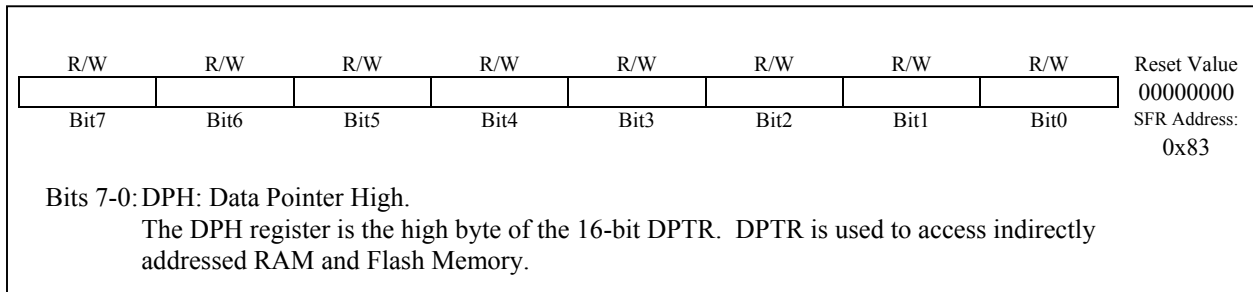 R/W R/W R/W R/W R/W R/W R/W R/W Reset Value
00000000
Bit7 Bit6 Bit5 Bit4 Bit3 Bit2 Bit1 Bit0 SFR Address:
0x83
Bits 7-0: DPH: Data Pointer High.
The DPH register is the high byte of the 16-bit DPTR. DPTR is used to access indirectly
addressed RAM and Flash Memory.